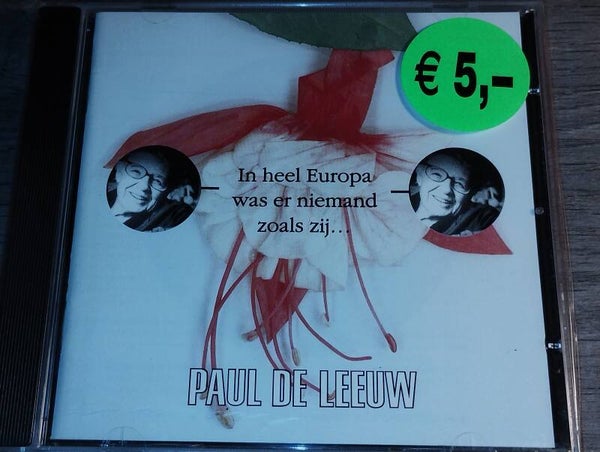 € 5,-
In heel Europa
was er niemand
zoals zij...
PAUL DE LEEUW